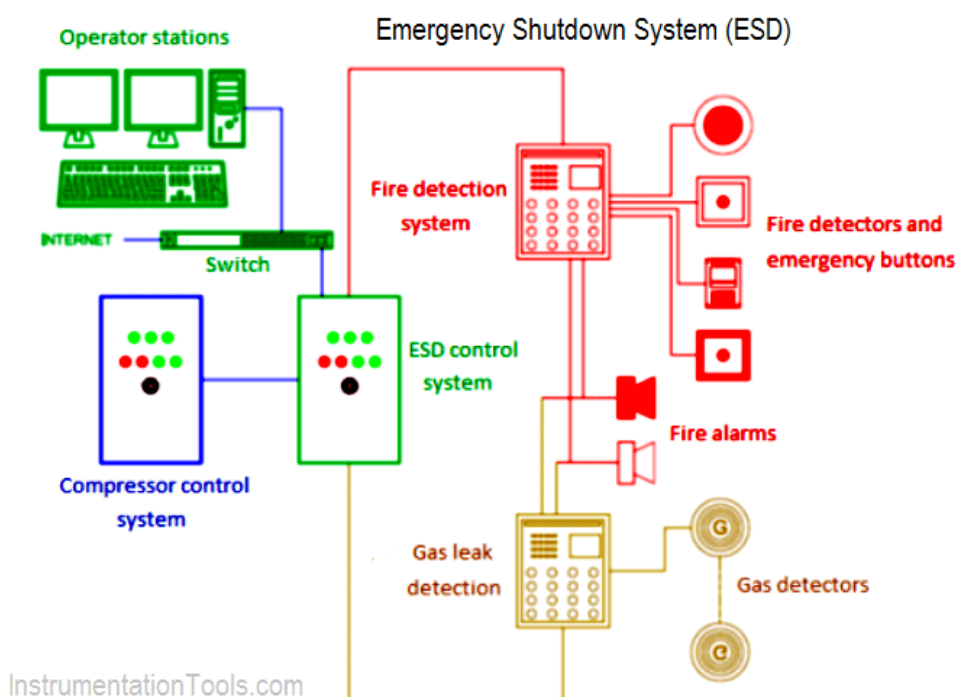 Emergency Shutdown System (ESD)
Operator stations
Fire detection
system
Fire detectors and
emergency buttons
INTERNET
Switch
ESD control
system
Fire alarms
Compressor control
system
Gas leak
detection
G
Gas detectors
G
InstrumentationTools.com